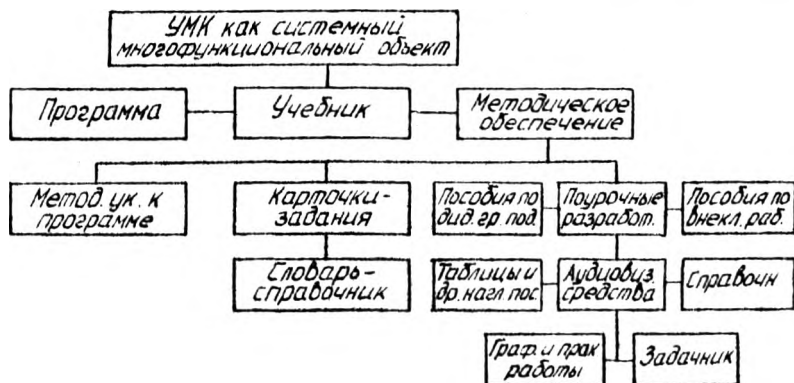 УМК как системный
многофункциональный объект
Программа
Учебник
Методическое
обеспечение
Метод. ук. к
программе
Карточки-
задания
Пособия по
дид. гр. под.
Поурочные
разработ.
Пособия по
внекл. раб.
Словарь-
справочник
Таблицы и
др. нагл пос.
Аудиовиз.
средства
Справочн
Граф. и прак
работы
Задачник